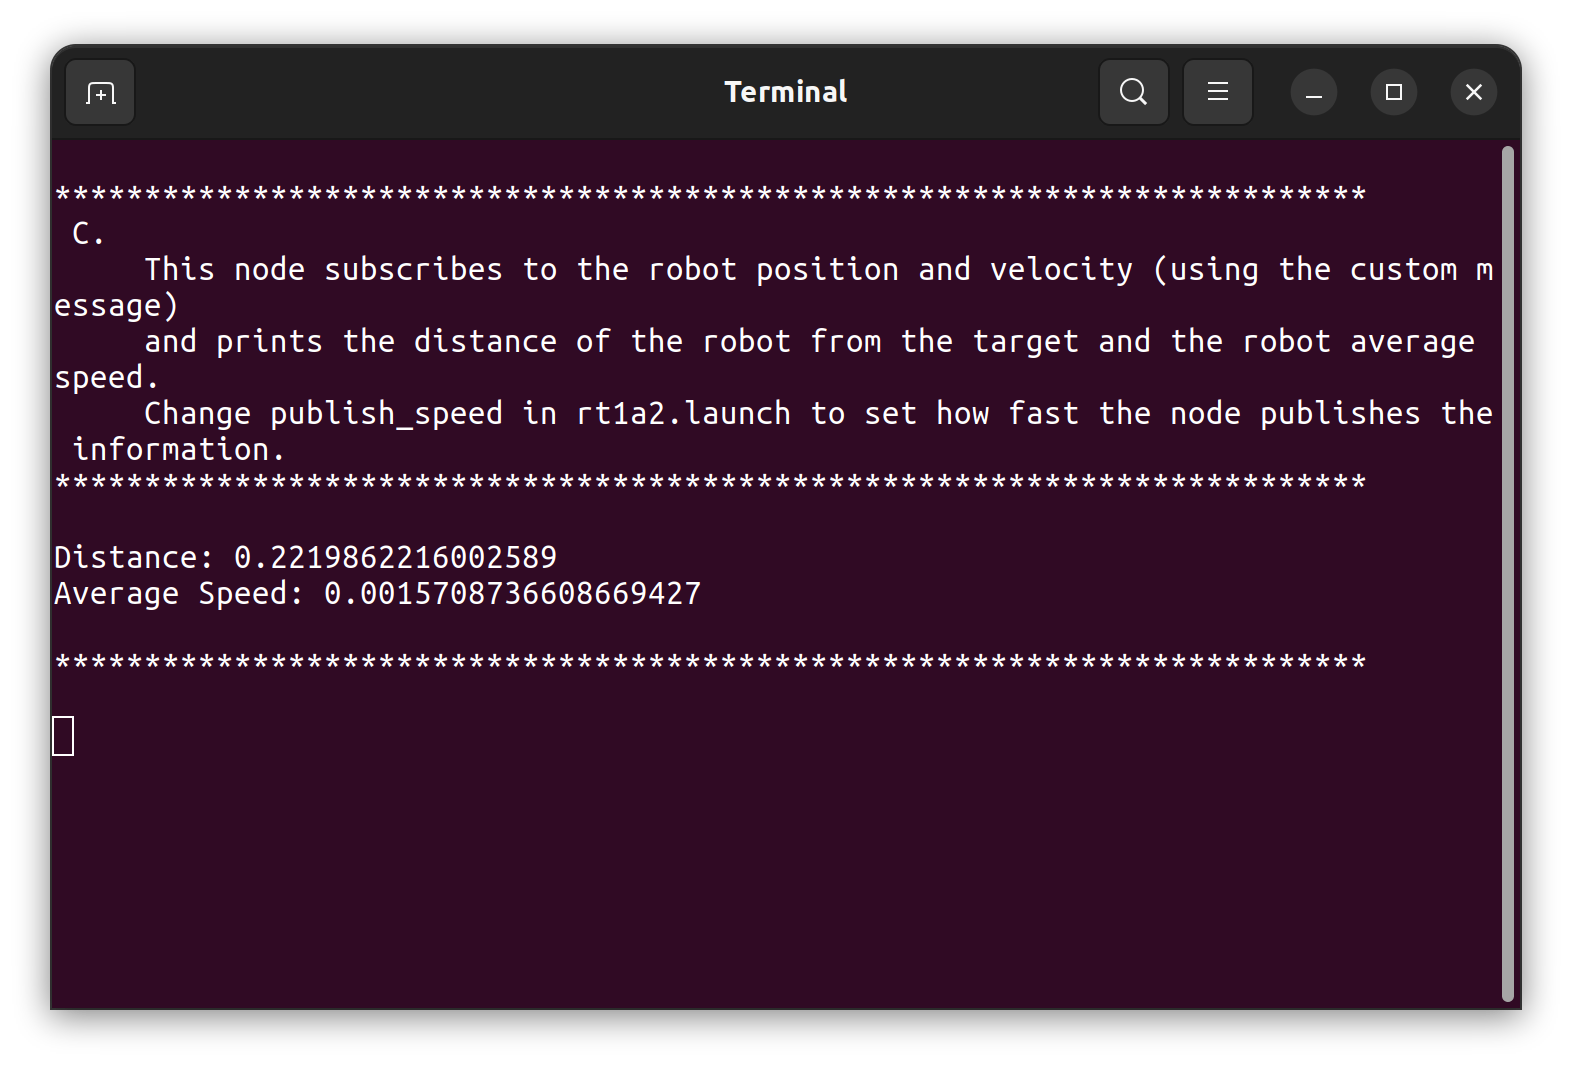 Terminal
*************************************************************************
 C.
     This node subscribes to the robot position and velocity (using the custom m
essage)
     and prints the distance of the robot from the target and the robot average
speed.
     Change publish_speed in rt1a2.launch to set how fast the node publishes the
 information.
*************************************************************************
Distance: 0.2219862216002589
Average Speed: 0.0015708736608669427
*************************************************************************